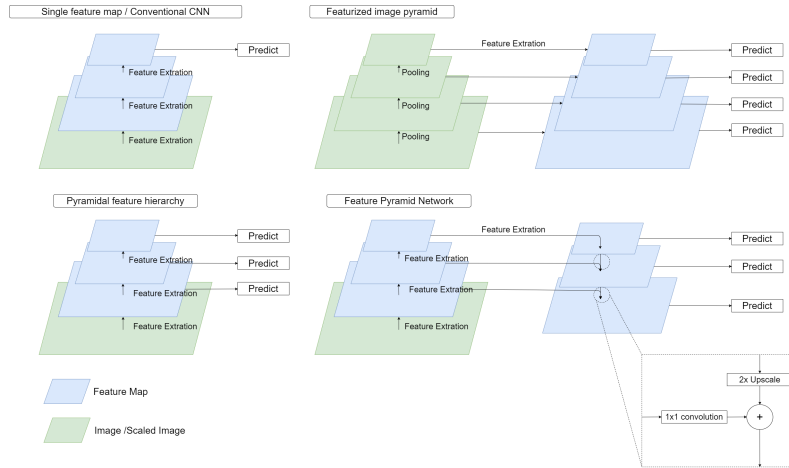 Single feature map / Conventional CNN
Predict
Feature Extration
Feature Extration
Feature Extration
Featurized image pyramid
Feature Extration
Pooling
Pooling
Pooling
Predict
Predict
Predict
Predict
Pyramidal feature hierarchy
Predict
Feature Extration
Predict
Feature Extration
Predict
Feature Extration
Feature Pyramid Network
Feature Extration
Feature Extration
Feature Extration
Feature Extration
Predict
Predict
Predict
2x Upscale
1x1 convolution
+
Feature Map
Image /Scaled Image